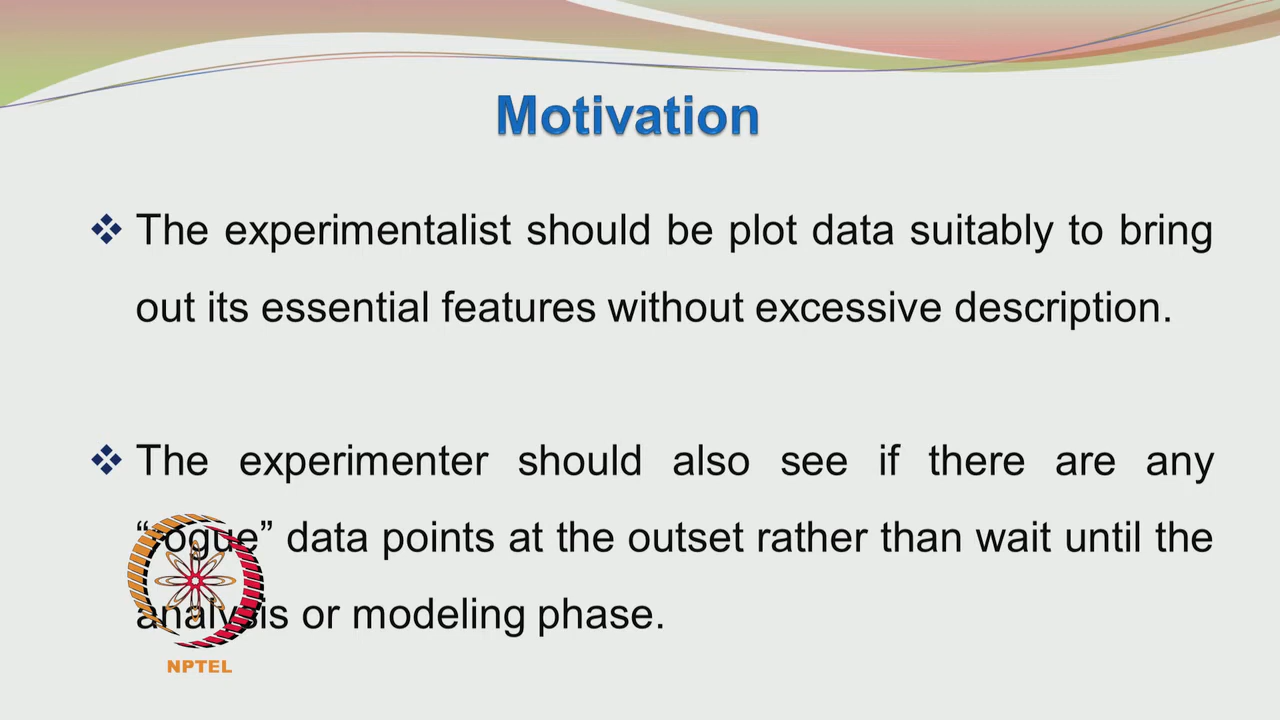 Motivation
❖ The experimentalist should be plot data suitably to bring
out its essential features without excessive description.
❖ The experimenter should also see if there are any
“rogue” data points at the outset rather than wait until the
analysis or modeling phase.
NPTEL